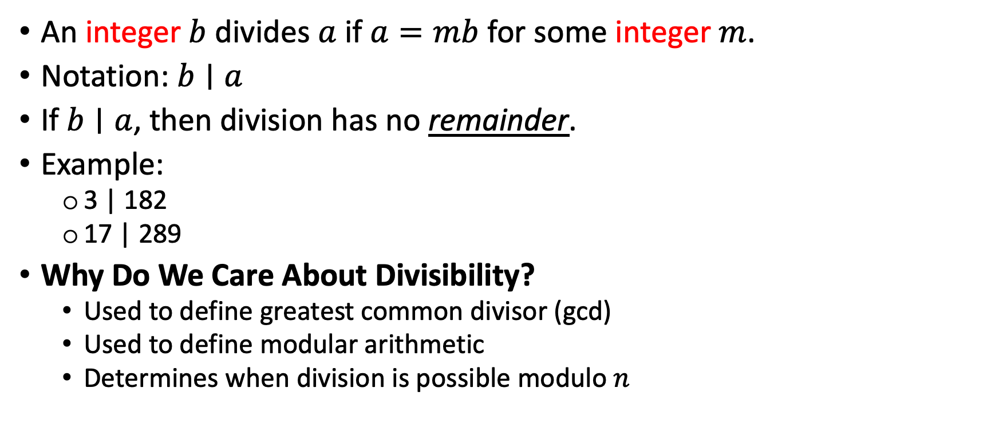 • An integer b divides a if a = mb for some integer m.
• Notation: b | a
• If b | a, then division has no remainder.
• Example:
○ 3 | 182
○ 17 | 289
• Why Do We Care About Divisibility?
• Used to define greatest common divisor (gcd)
• Used to define modular arithmetic
• Determines when division is possible modulo n